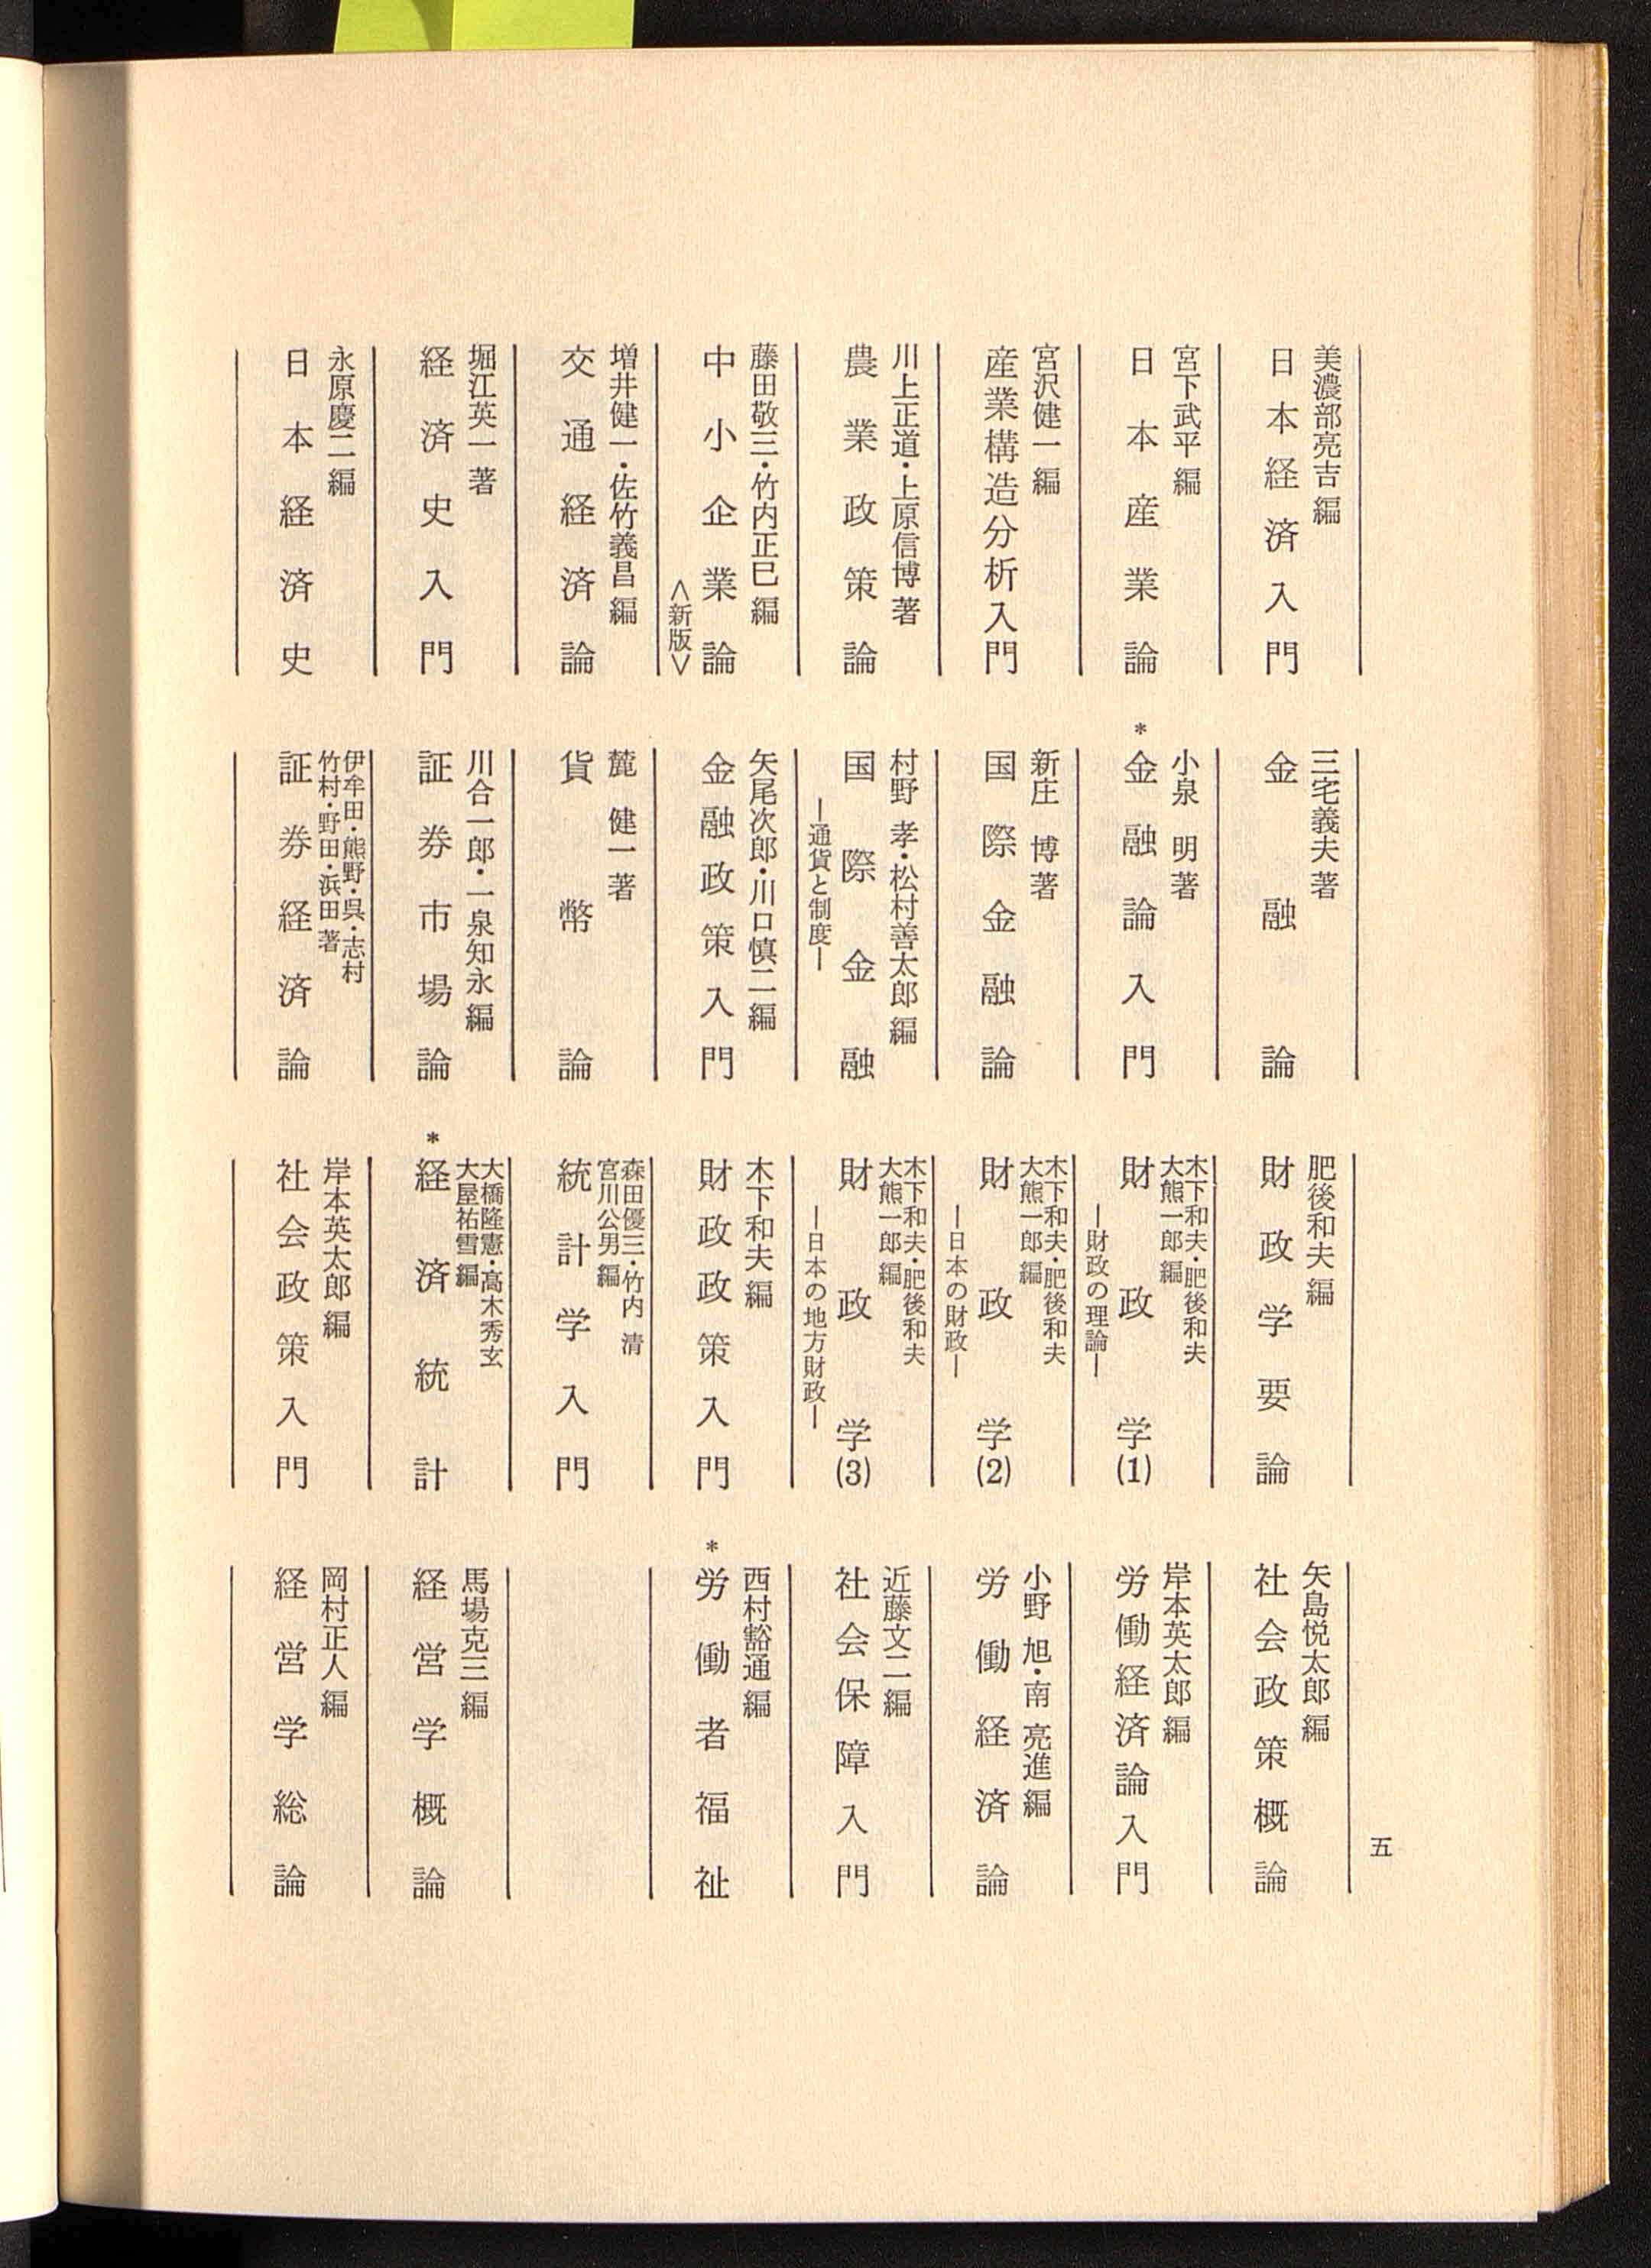 美濃部亮吉 編
日本経済入門
宮下武平 編
日本産業論
宮沢健一 編
産業構造分析入門
川上正道・上原信博 著
農業政策論
藤田敬三・竹内正巳 編
中小企業論
<新版>
増井健一・佐竹義昌 編
交通経済論
堀江英一 著
経済史入門
永原慶二 編
日本経済史
三宅義夫 著
金融論
小泉 明 著
*金融論入門
新庄 博 著
国際金融論
村野 孝・松村善太郎 編
国際金融
―通貨と制度―
矢尾次郎・川口慎二 編
金融政策入門
麓 健一 著
貨幣論
川合一郎・一泉知永 編
証券市場論
伊牟田・熊野・呉・志村
竹村・野田・浜田 著
証券経済論
肥後和夫 編
財政学要論
木下和夫・肥後和夫
大熊一郎 編
財政学(1)
―財政の理論―
木下和夫・肥後和夫
大熊一郎 編
財政学(2)
―日本の財政―
木下和夫・肥後和夫
大熊一郎 編
財政学(3)
―日本の地方財政―
木下和夫 編
財政政策入門
森田優三・竹内 清
宮川公男 編
統計学入門
大橋隆憲・高木秀玄
大屋祐雪 編
*経済統計
岸本英太郎 編
社会政策入門
矢島悦太郎 編
社会政策概論
岸本英太郎 編
労働経済論入門
小野 旭・南 亮進 編
労働経済論
近藤文二 編
社会保障入門
西村豁通 編
*労働者福祉
馬場克三 編
経営学概論
岡村正人 編
経営学総論
五